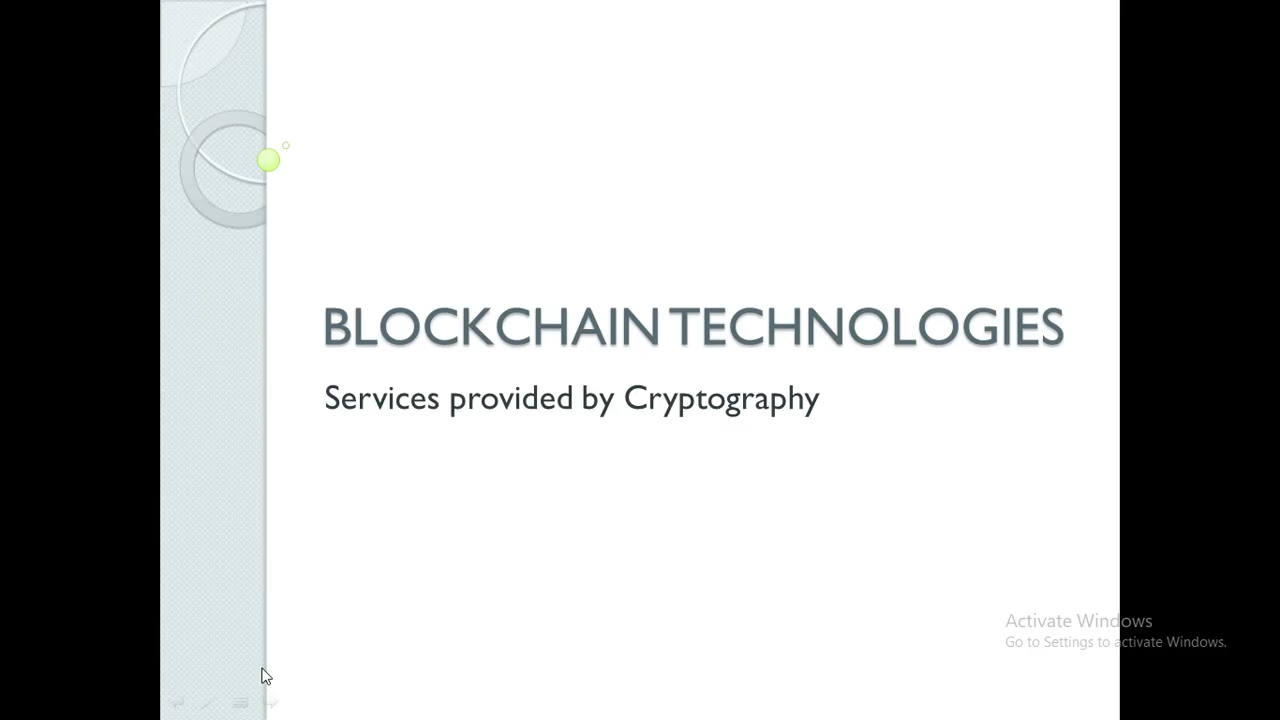 BLOCKCHAIN TECHNOLOGIES
Services provided by Cryptography
Activate Windows
Go to Settings to activate Windows.